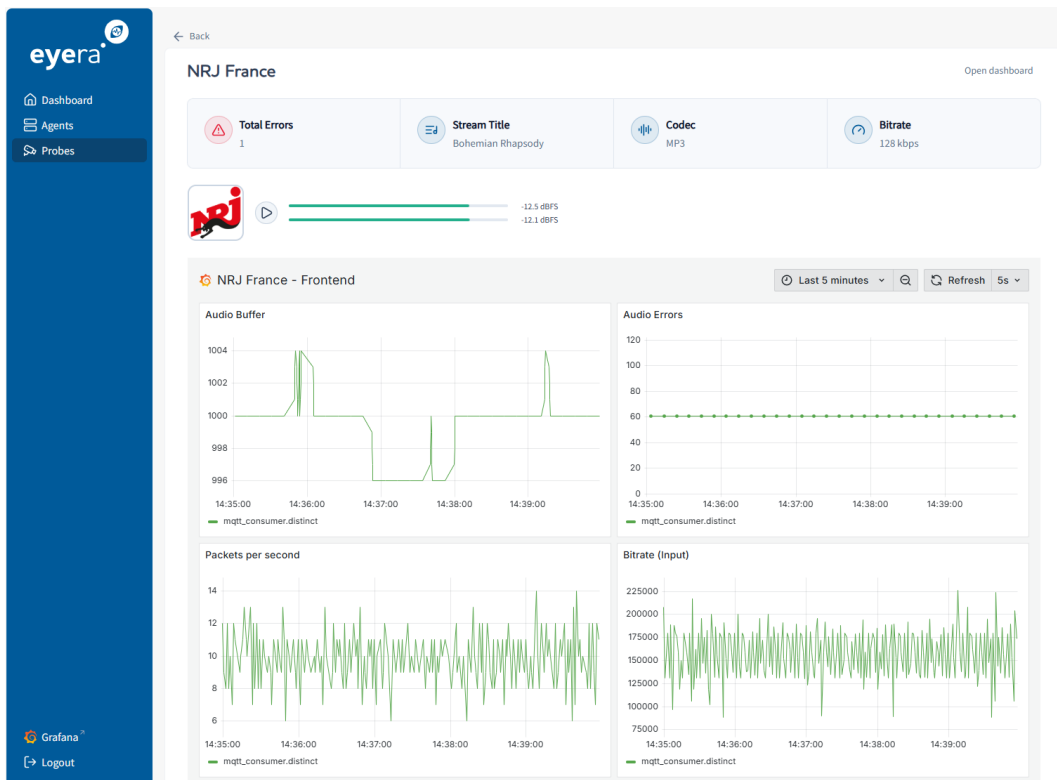 eyera
Dashboard
Agents
Probes
Grafana
Logout
Back
NRJ France
Open dashboard
Total Errors
1
Stream Title
Bohemian Rhapsody
Codec
MP3
Bitrate
128 kbps
NRJ
-12.5 dBFS
-12.1 dBFS
NRJ France - Frontend
Last 5 minutes
Refresh
5s
Audio Buffer
1004
1002
1000
998
996
14:35:00 14:36:00 14:37:00 14:38:00 14:39:00
mqtt_consumer.distinct
Audio Errors
120
100
80
60
40
20
0
14:35:00 14:36:00 14:37:00 14:38:00 14:39:00
mqtt_consumer.distinct
Packets per second
14
12
10
8
6
14:35:00 14:36:00 14:37:00 14:38:00 14:39:00
mqtt_consumer.distinct
Bitrate (Input)
225000
200000
175000
150000
125000
100000
75000
14:35:00 14:36:00 14:37:00 14:38:00 14:39:00
mqtt_consumer.distinct